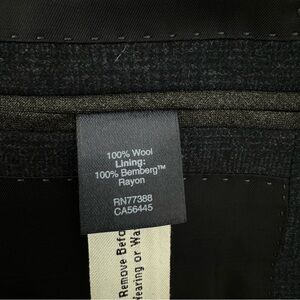 100% Wool
Lining:
100% Bemberg™
Rayon
RN77388
CA56445
Remove Befo
Wearing or Wa